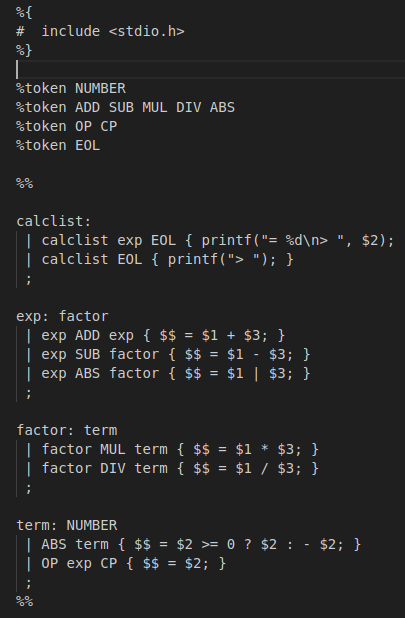 %{
#  include <stdio.h>
%}

%token NUMBER
%token ADD SUB MUL DIV ABS
%token OP CP
%token EOL

%%

calclist:
 | calclist exp EOL { printf("= %d\n> ", $2);
 | calclist EOL { printf("> "); }
 ;

exp: factor
 | exp ADD exp { $$ = $1 + $3; }
 | exp SUB factor { $$ = $1 - $3; }
 | exp ABS factor { $$ = $1 | $3; }
 ;

factor: term
 | factor MUL term { $$ = $1 * $3; }
 | factor DIV term { $$ = $1 / $3; }
 ;

term: NUMBER
 | ABS term { $$ = $2 >= 0 ? $2 : - $2; }
 | OP exp CP { $$ = $2; }
 ;
%%